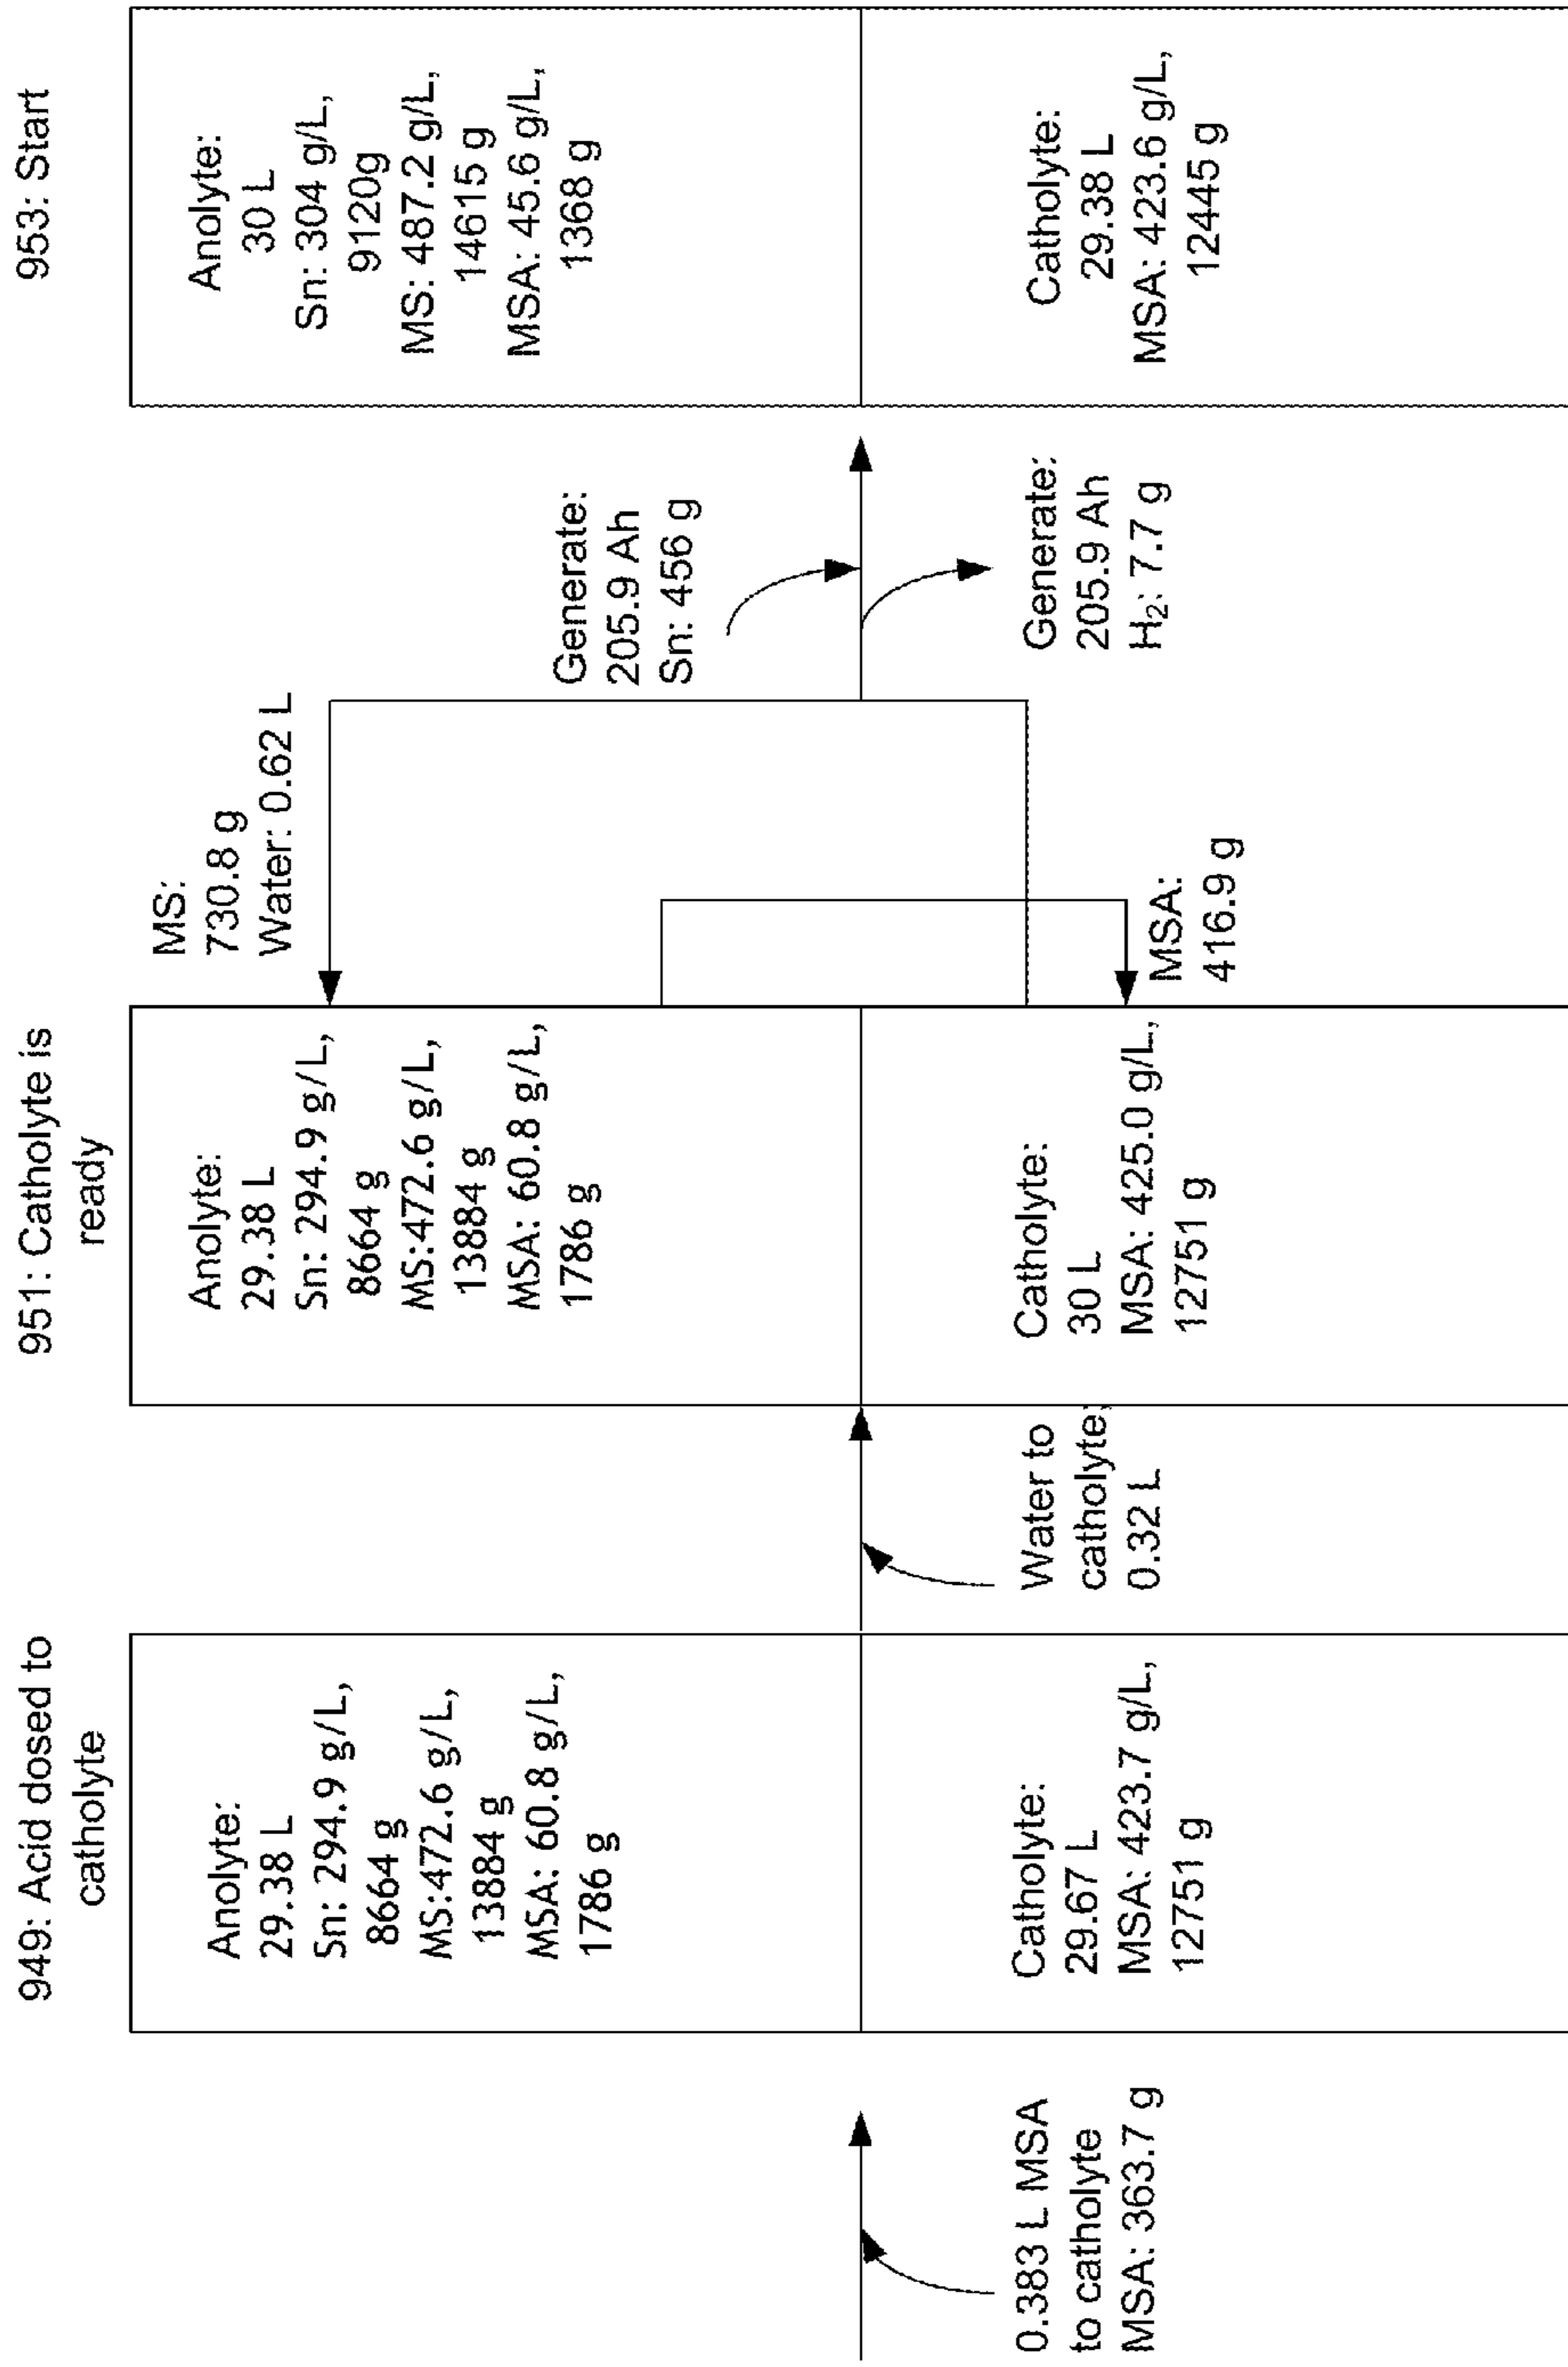 949: Acid dosed to
catholyte
951: Catholyte is
ready
953: Start
0.383 L MSA
to catholyte
MSA: 363.7 g
Anolyte:
29.38 L
Sn: 294.9 g/L,
8664 g
MS:472.6 g/L,
13884 g
MSA: 60.8 g/L,
1786 g
Catholyte:
29.67 L
MSA: 423.7 g/L,
12751 g
Water to
catholyte:
0.32 L
Anolyte:
29.38 L
Sn: 294.9 g/L,
8664 g
MS:472.6 g/L,
13884 g
MSA: 60.8 g/L,
1786 g
Catholyte:
30 L
MSA: 425.0 g/L,
12751 g
MS:
730.8 g
Water: 0.62 L
MSA:
416.9 g
Generate:
205.9 Ah
Sn: 456 g
Generate:
205.9 Ah
H₂: 7.7 g
Anolyte:
30 L
Sn: 304 g/L,
9120g
MS: 487.2 g/L,
14615 g
MSA: 45.6 g/L,
1368 g
Catholyte:
29.38 L
MSA: 423.6 g/L,
12445 g